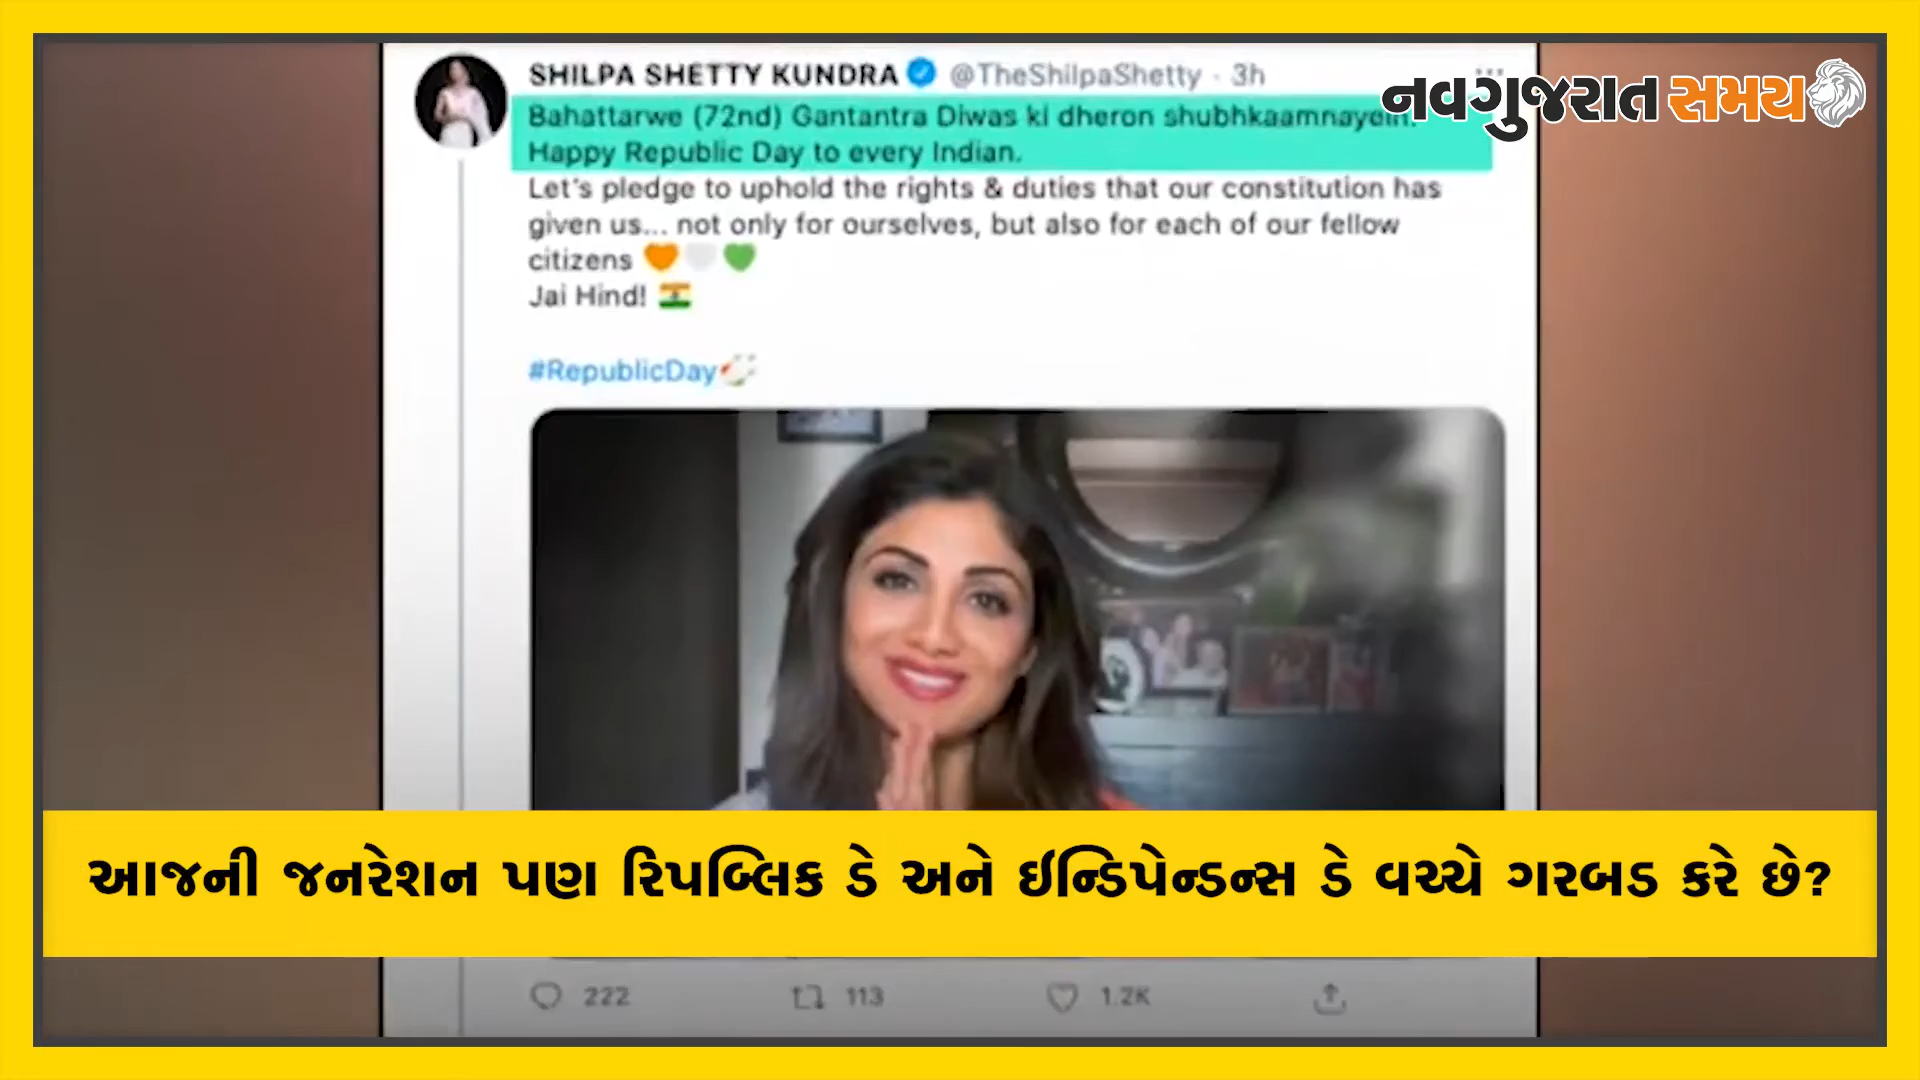 SHILPA SHETTY KUNDRA @TheShilpaShetty · 3h
નવગુજરાત સમય
Bahattarwe (72nd) Gantantra Diwas ki dheron shubhkaamnayein.
Happy Republic Day to every Indian.
Let's pledge to uphold the rights & duties that our constitution has
given us... not only for ourselves, but also for each of our fellow
citizens 🧡🤍💚
Jai Hind! 🇮🇳
#RepublicDay
આજની જનરેશન પણ રિપબ્લિક ડે અને ઇન્ડિપેન્ડન્સ ડે વચ્ચે ગરબડ કરે છે?
222 113 1.2K